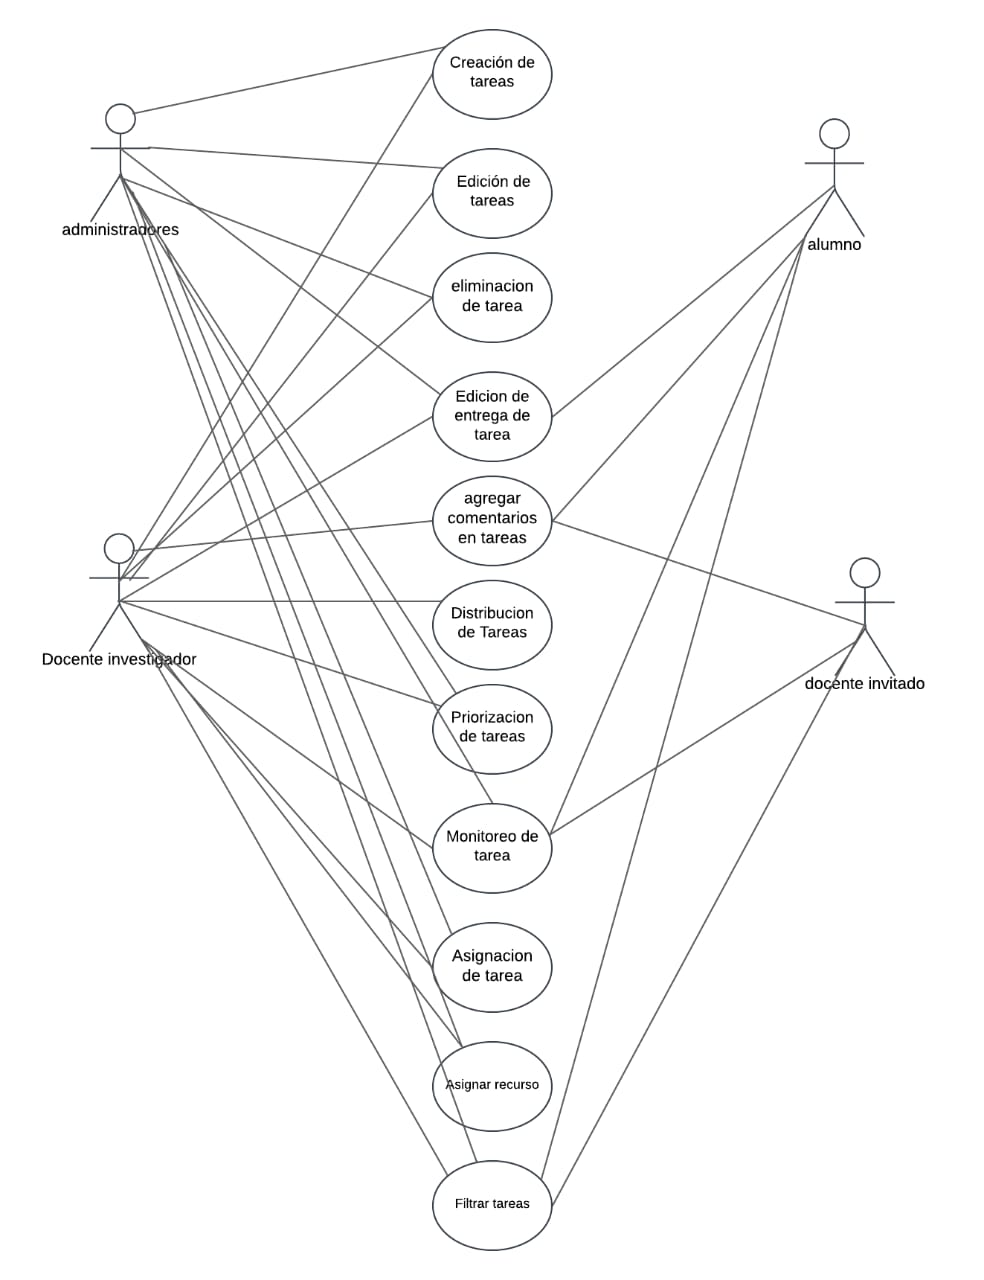 Creación de
tareas
administradores
Edición de
tareas
alumno
eliminacion
de tarea
Edicion de
entrega de
tarea
agregar
comentarios
en tareas
Docente investigador
Distribucion
de Tareas
docente invitado
Priorizacion
de tareas
Monitoreo de
tarea
Asignacion
de tarea
Asignar recurso
Filtrar tareas